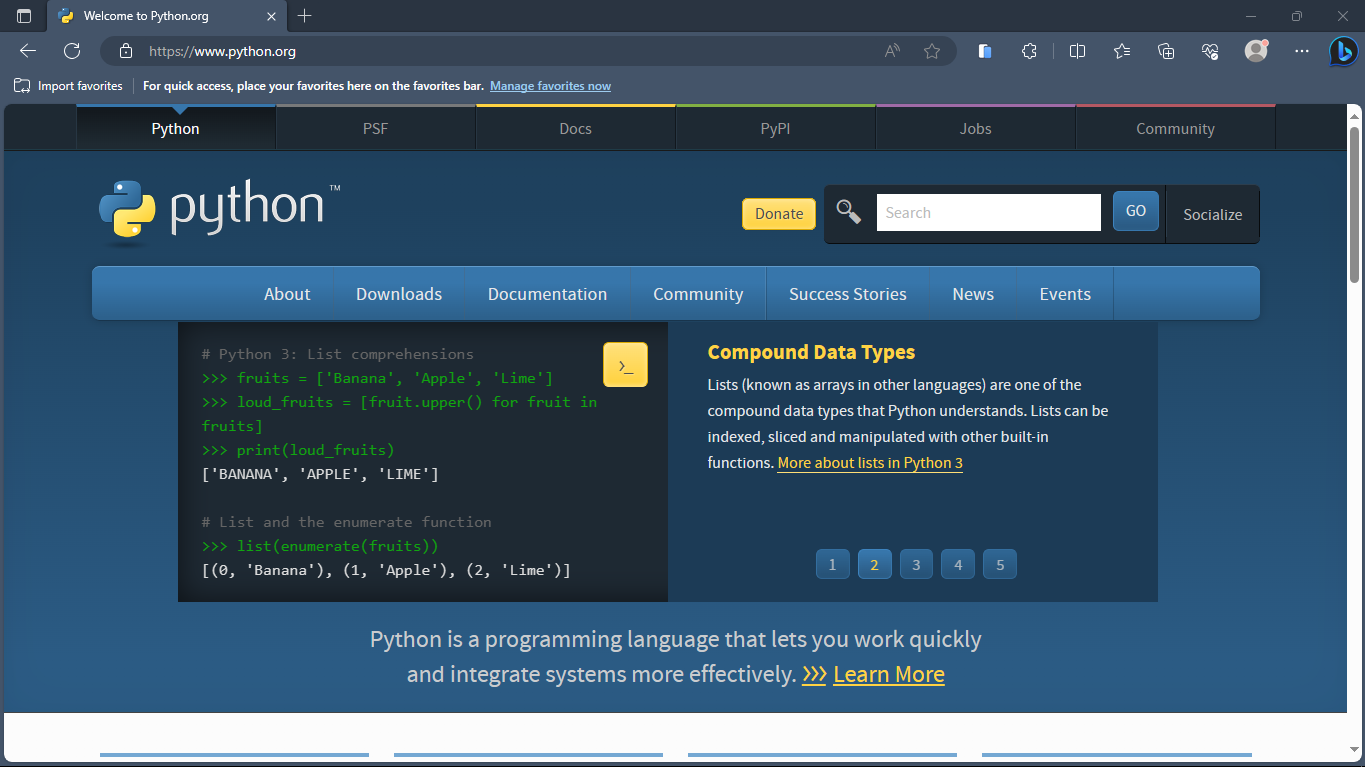 Welcome to Python.org
https://www.python.org
Import favorites For quick access, place your favorites here on the favorites bar. Manage favorites now
Python PSF Docs PyPI Jobs Community
python™
Donate Search GO Socialize
About Downloads Documentation Community Success Stories News Events
# Python 3: List comprehensions
>>> fruits = ['Banana', 'Apple', 'Lime']
>>> loud_fruits = [fruit.upper() for fruit in
fruits]
>>> print(loud_fruits)
['BANANA', 'APPLE', 'LIME']
# List and the enumerate function
>>> list(enumerate(fruits))
[(0, 'Banana'), (1, 'Apple'), (2, 'Lime')]
>_
Compound Data Types
Lists (known as arrays in other languages) are one of the
compound data types that Python understands. Lists can be
indexed, sliced and manipulated with other built-in
functions. More about lists in Python 3
1 2 3 4 5
Python is a programming language that lets you work quickly
and integrate systems more effectively. >>> Learn More